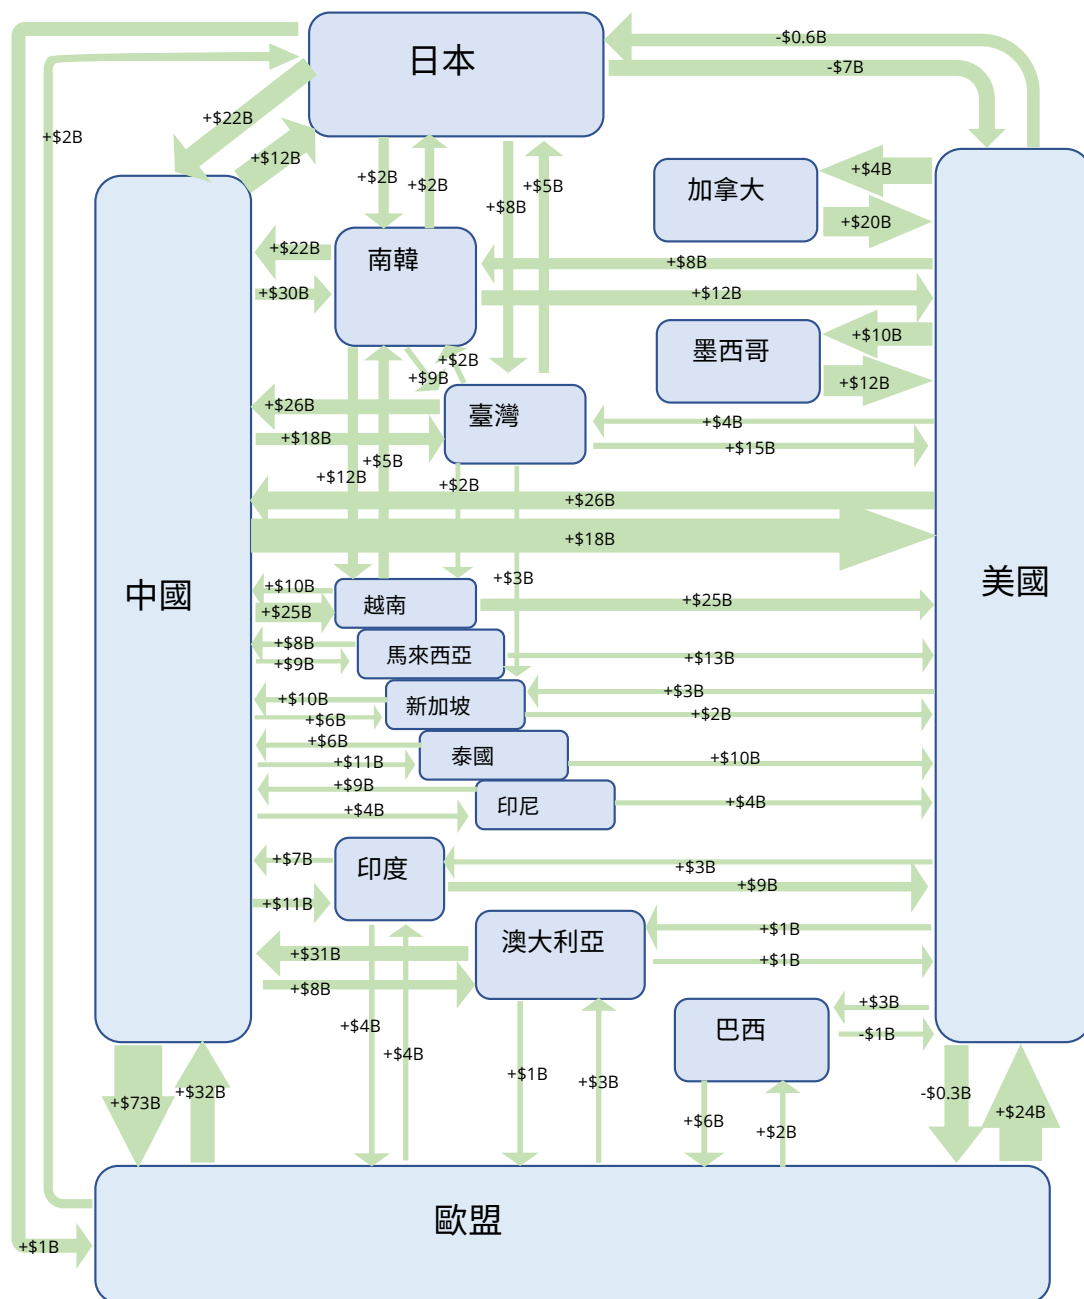 日本
-$0.6B
-$7B
+$22B
+$2B
+$12B
+$2B
+$2B
+$5B
+$8B
加拿大
+$4B
+$20B
南韓
+$22B
+$30B
+$8B
+$12B
墨西哥
+$10B
+$12B
+$2B
+$9B
臺灣
+$26B
+$18B
+$4B
+$15B
+$5B
+$12B
+$2B
+$26B
+$18B
中國
美國
+$3B
+$10B
+$25B
越南
+$25B
+$8B
+$9B
馬來西亞
+$13B
+$10B
+$6B
新加坡
+$3B
+$2B
+$6B
+$11B
泰國
+$10B
+$9B
+$4B
印尼
+$4B
+$7B
+$11B
印度
+$3B
+$9B
澳大利亞
+$31B
+$8B
+$1B
+$1B
+$4B
+$4B
巴西
+$3B
-$1B
+$73B
+$32B
+$1B
+$3B
+$6B
+$2B
-$0.3B
+$24B
歐盟
+$1B